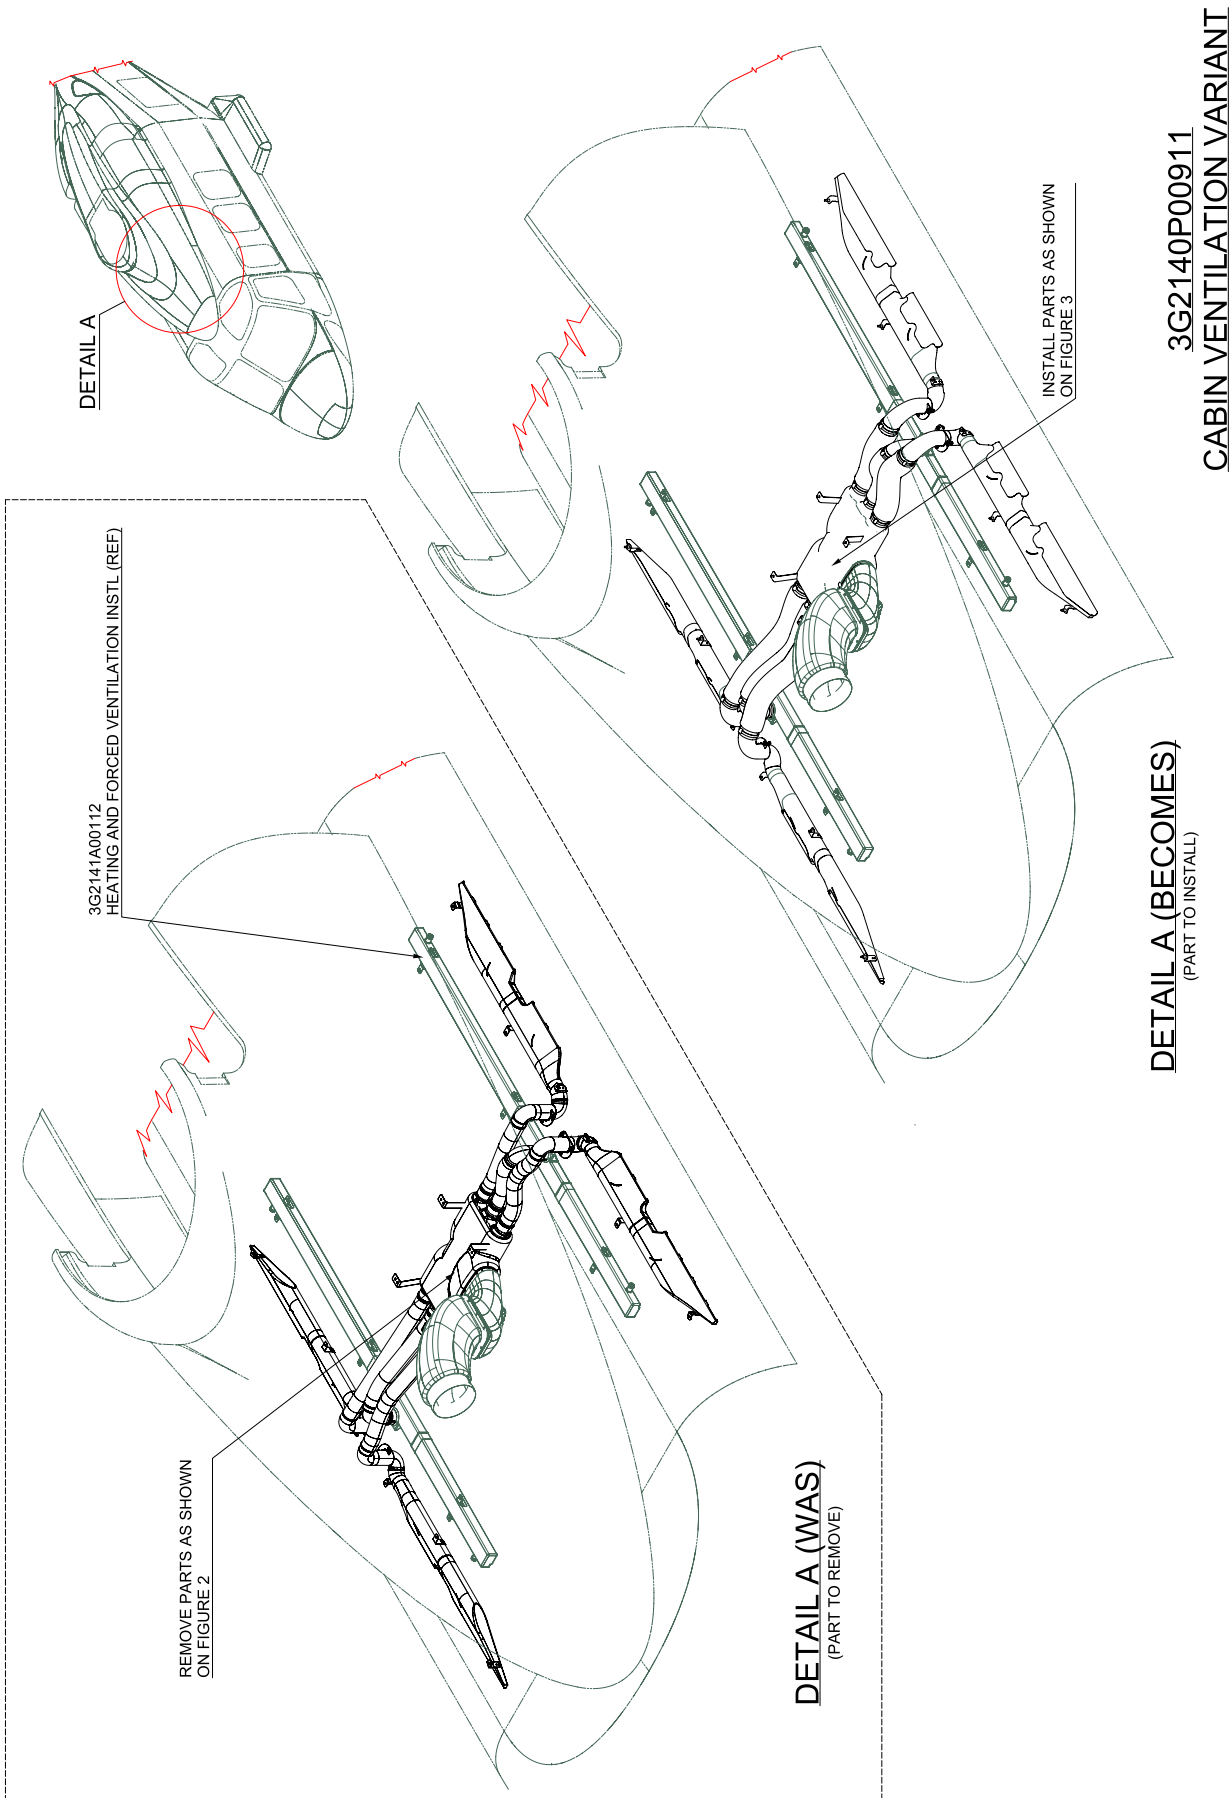 3G2141A00112
HEATING AND FORCED VENTILATION INSTL (REF)
REMOVE PARTS AS SHOWN
ON FIGURE 2
DETAIL A (WAS)
(PART TO REMOVE)
DETAIL A
INSTALL PARTS AS SHOWN
ON FIGURE 3
DETAIL A (BECOMES)
(PART TO INSTALL)
3G2140P00911
CABIN VENTILATION VARIANT